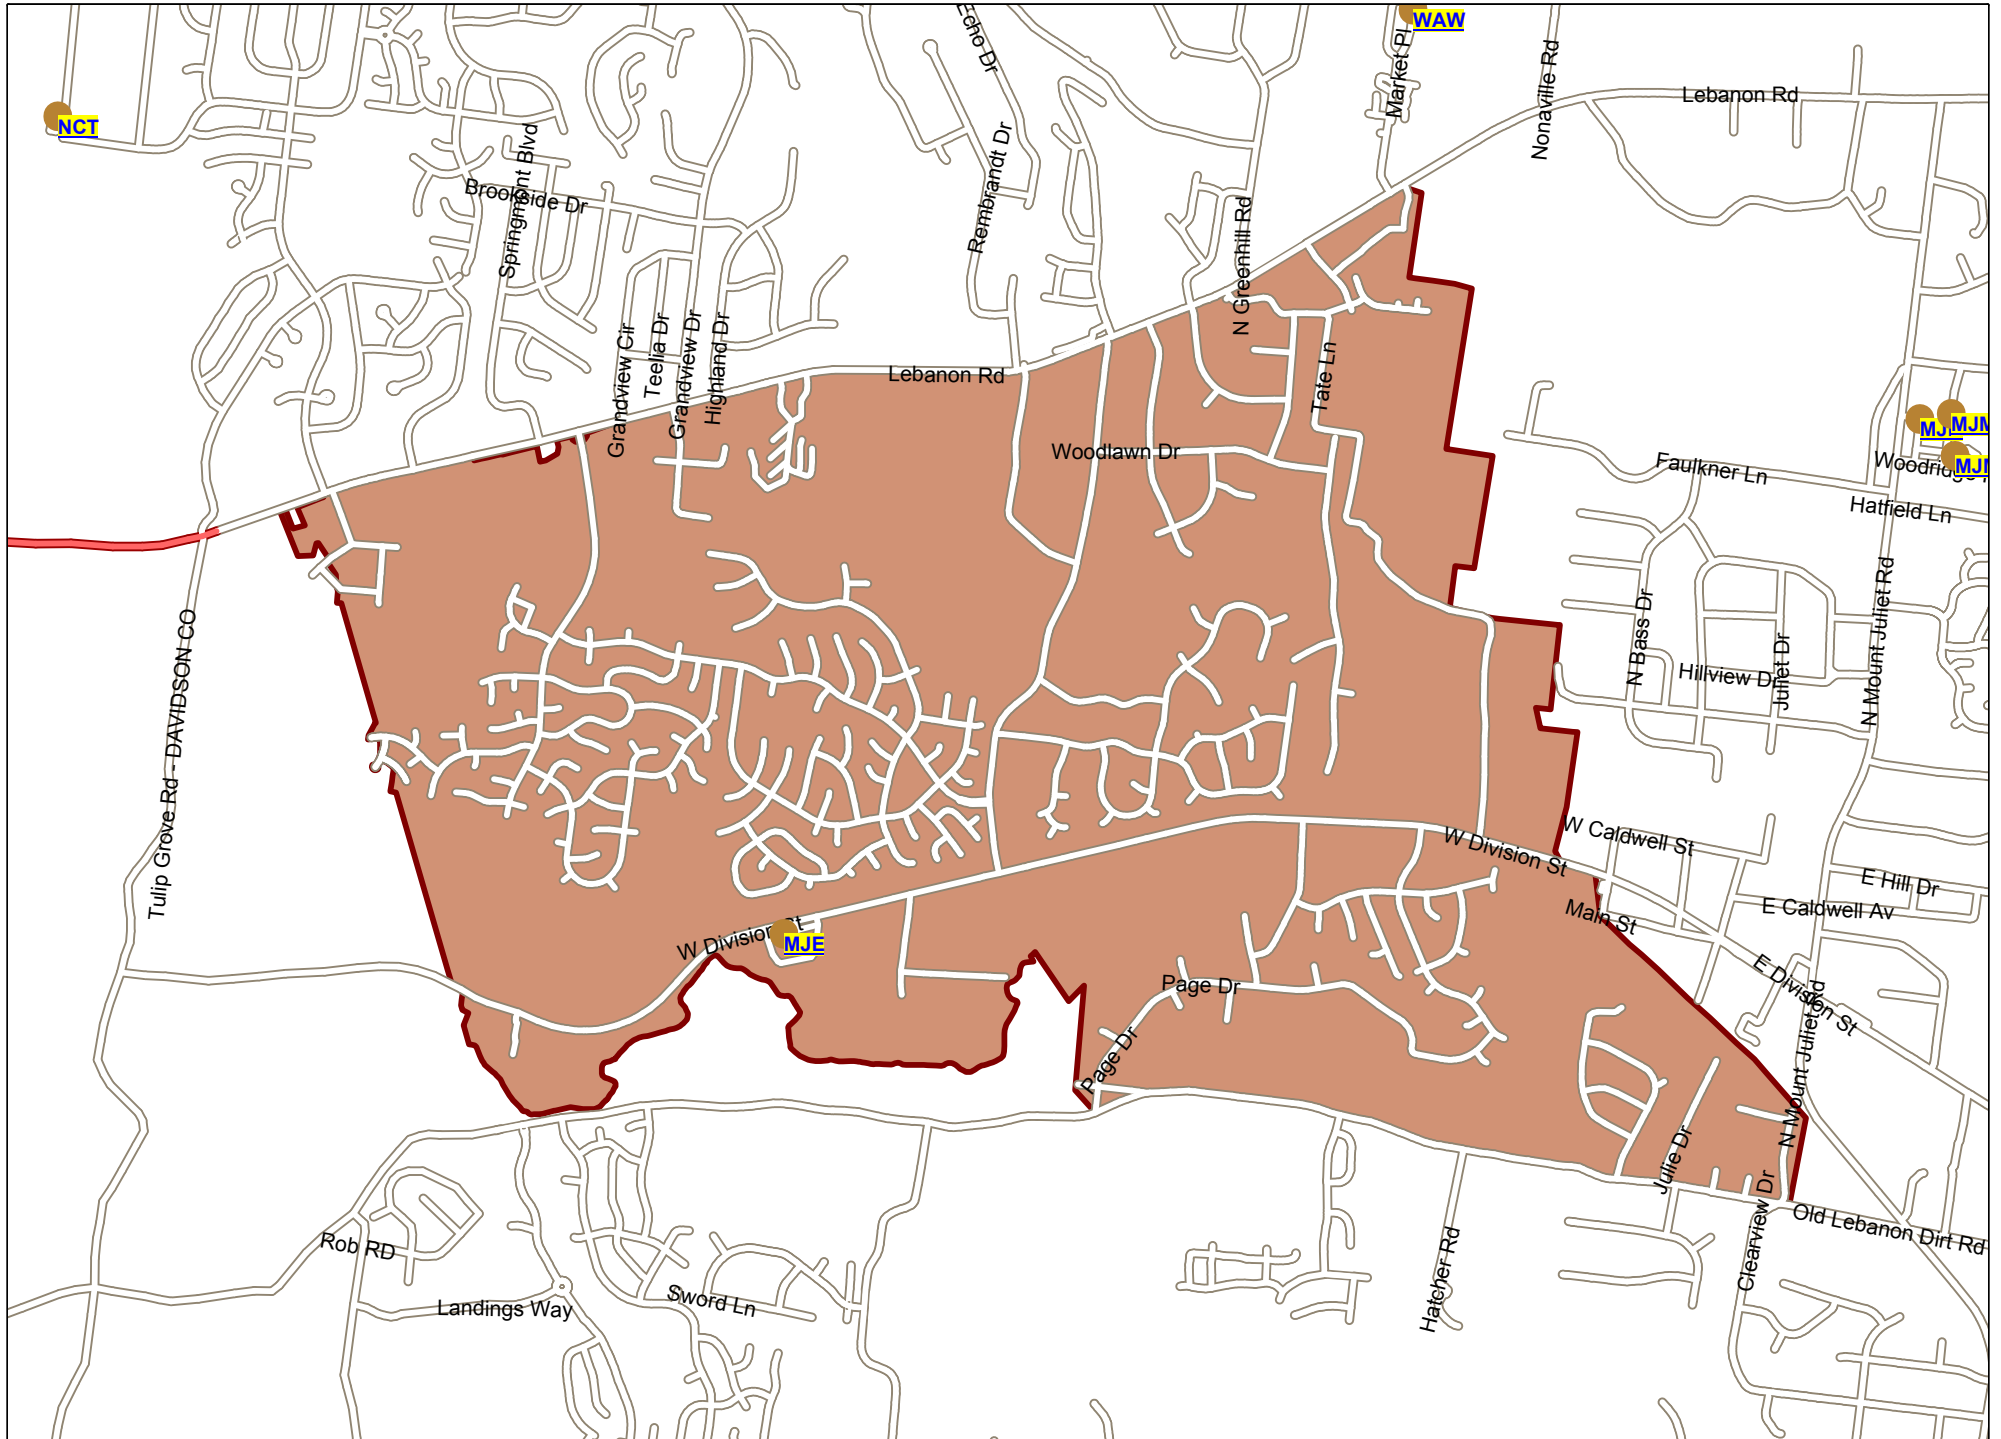 WAW
Echo Dr
Market Pl
Nonaville Rd
Lebanon Rd
NCT
Springmont Blvd
Brookside Dr
Rembrandt Dr
N Greenhill Rd
Grandview Cir
Teelia Dr
Grandview Dr
Highland Dr
Lebanon Rd
Tate Ln
Woodlawn Dr
MJM
Faulkner Ln
Hatfield Ln
N Bass Dr
Hillview Dr
Juliet Dr
N Mount Juliet Rd
Tulip Grove Rd - DAVIDSON CO
W Division St
W Caldwell St
E Hill Dr
E Caldwell Av
Main St
W Division St
MJE
Page Dr
E Division St
Page Dr
N Mount Juliet Rd
Julie Dr
Clearview Dr
Old Lebanon Dirt Rd
Hatcher Rd
Rob RD
Landings Way
Sword Ln